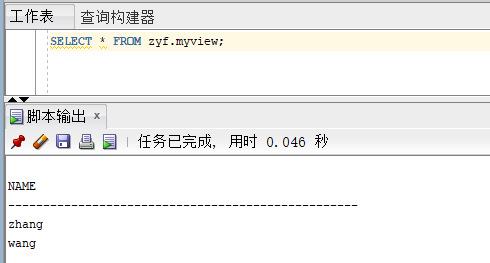 工作表 查询构建器
SELECT * FROM zyf.myview;
脚本输出 x
任务已完成, 用时 0.046 秒
NAME
--------------------------------------------------
zhang
wang